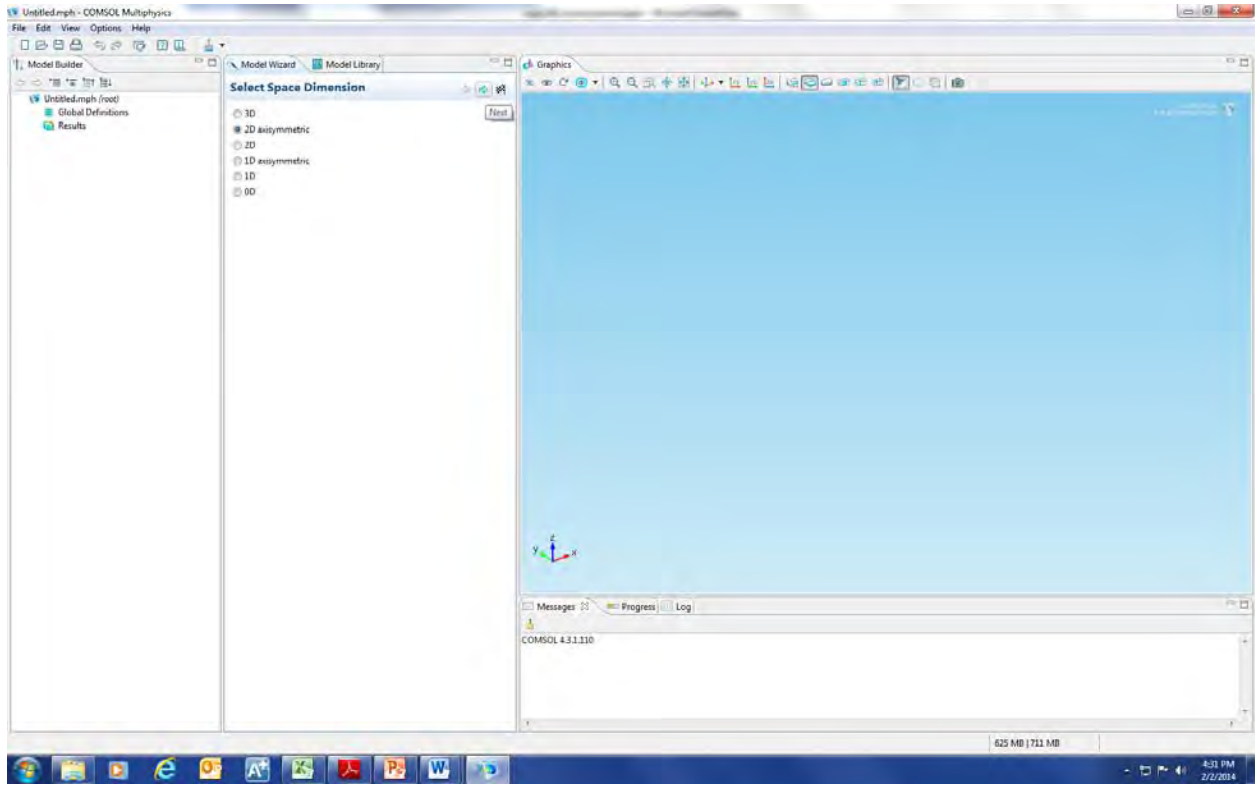 Untitled.mph - COMSOL Multiphysics
File Edit View Options Help
Model Builder
Untitled.mph (root)
Global Definitions
Results
Model Wizard
Model Library
Select Space Dimension
Next
3D
2D axisymmetric
2D
1D axisymmetric
1D
0D
Graphics
z
y
x
Messages
Progress
Log
COMSOL 4.3.1.110
625 MB | 711 MB
4:31 PM
2/2/2014